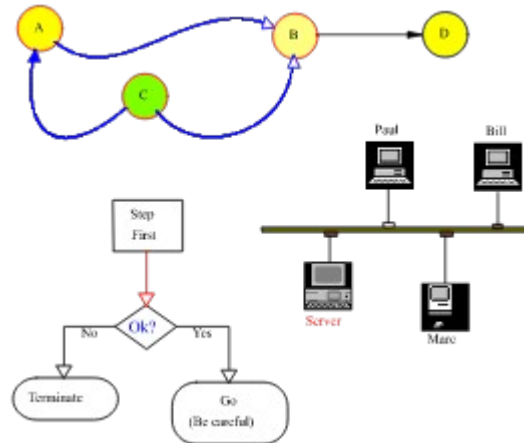 A
B
D
C
Paul
Bill
Step
First
Server
Marc
Ok?
No
Yes
Terminate
Go
(Be careful)